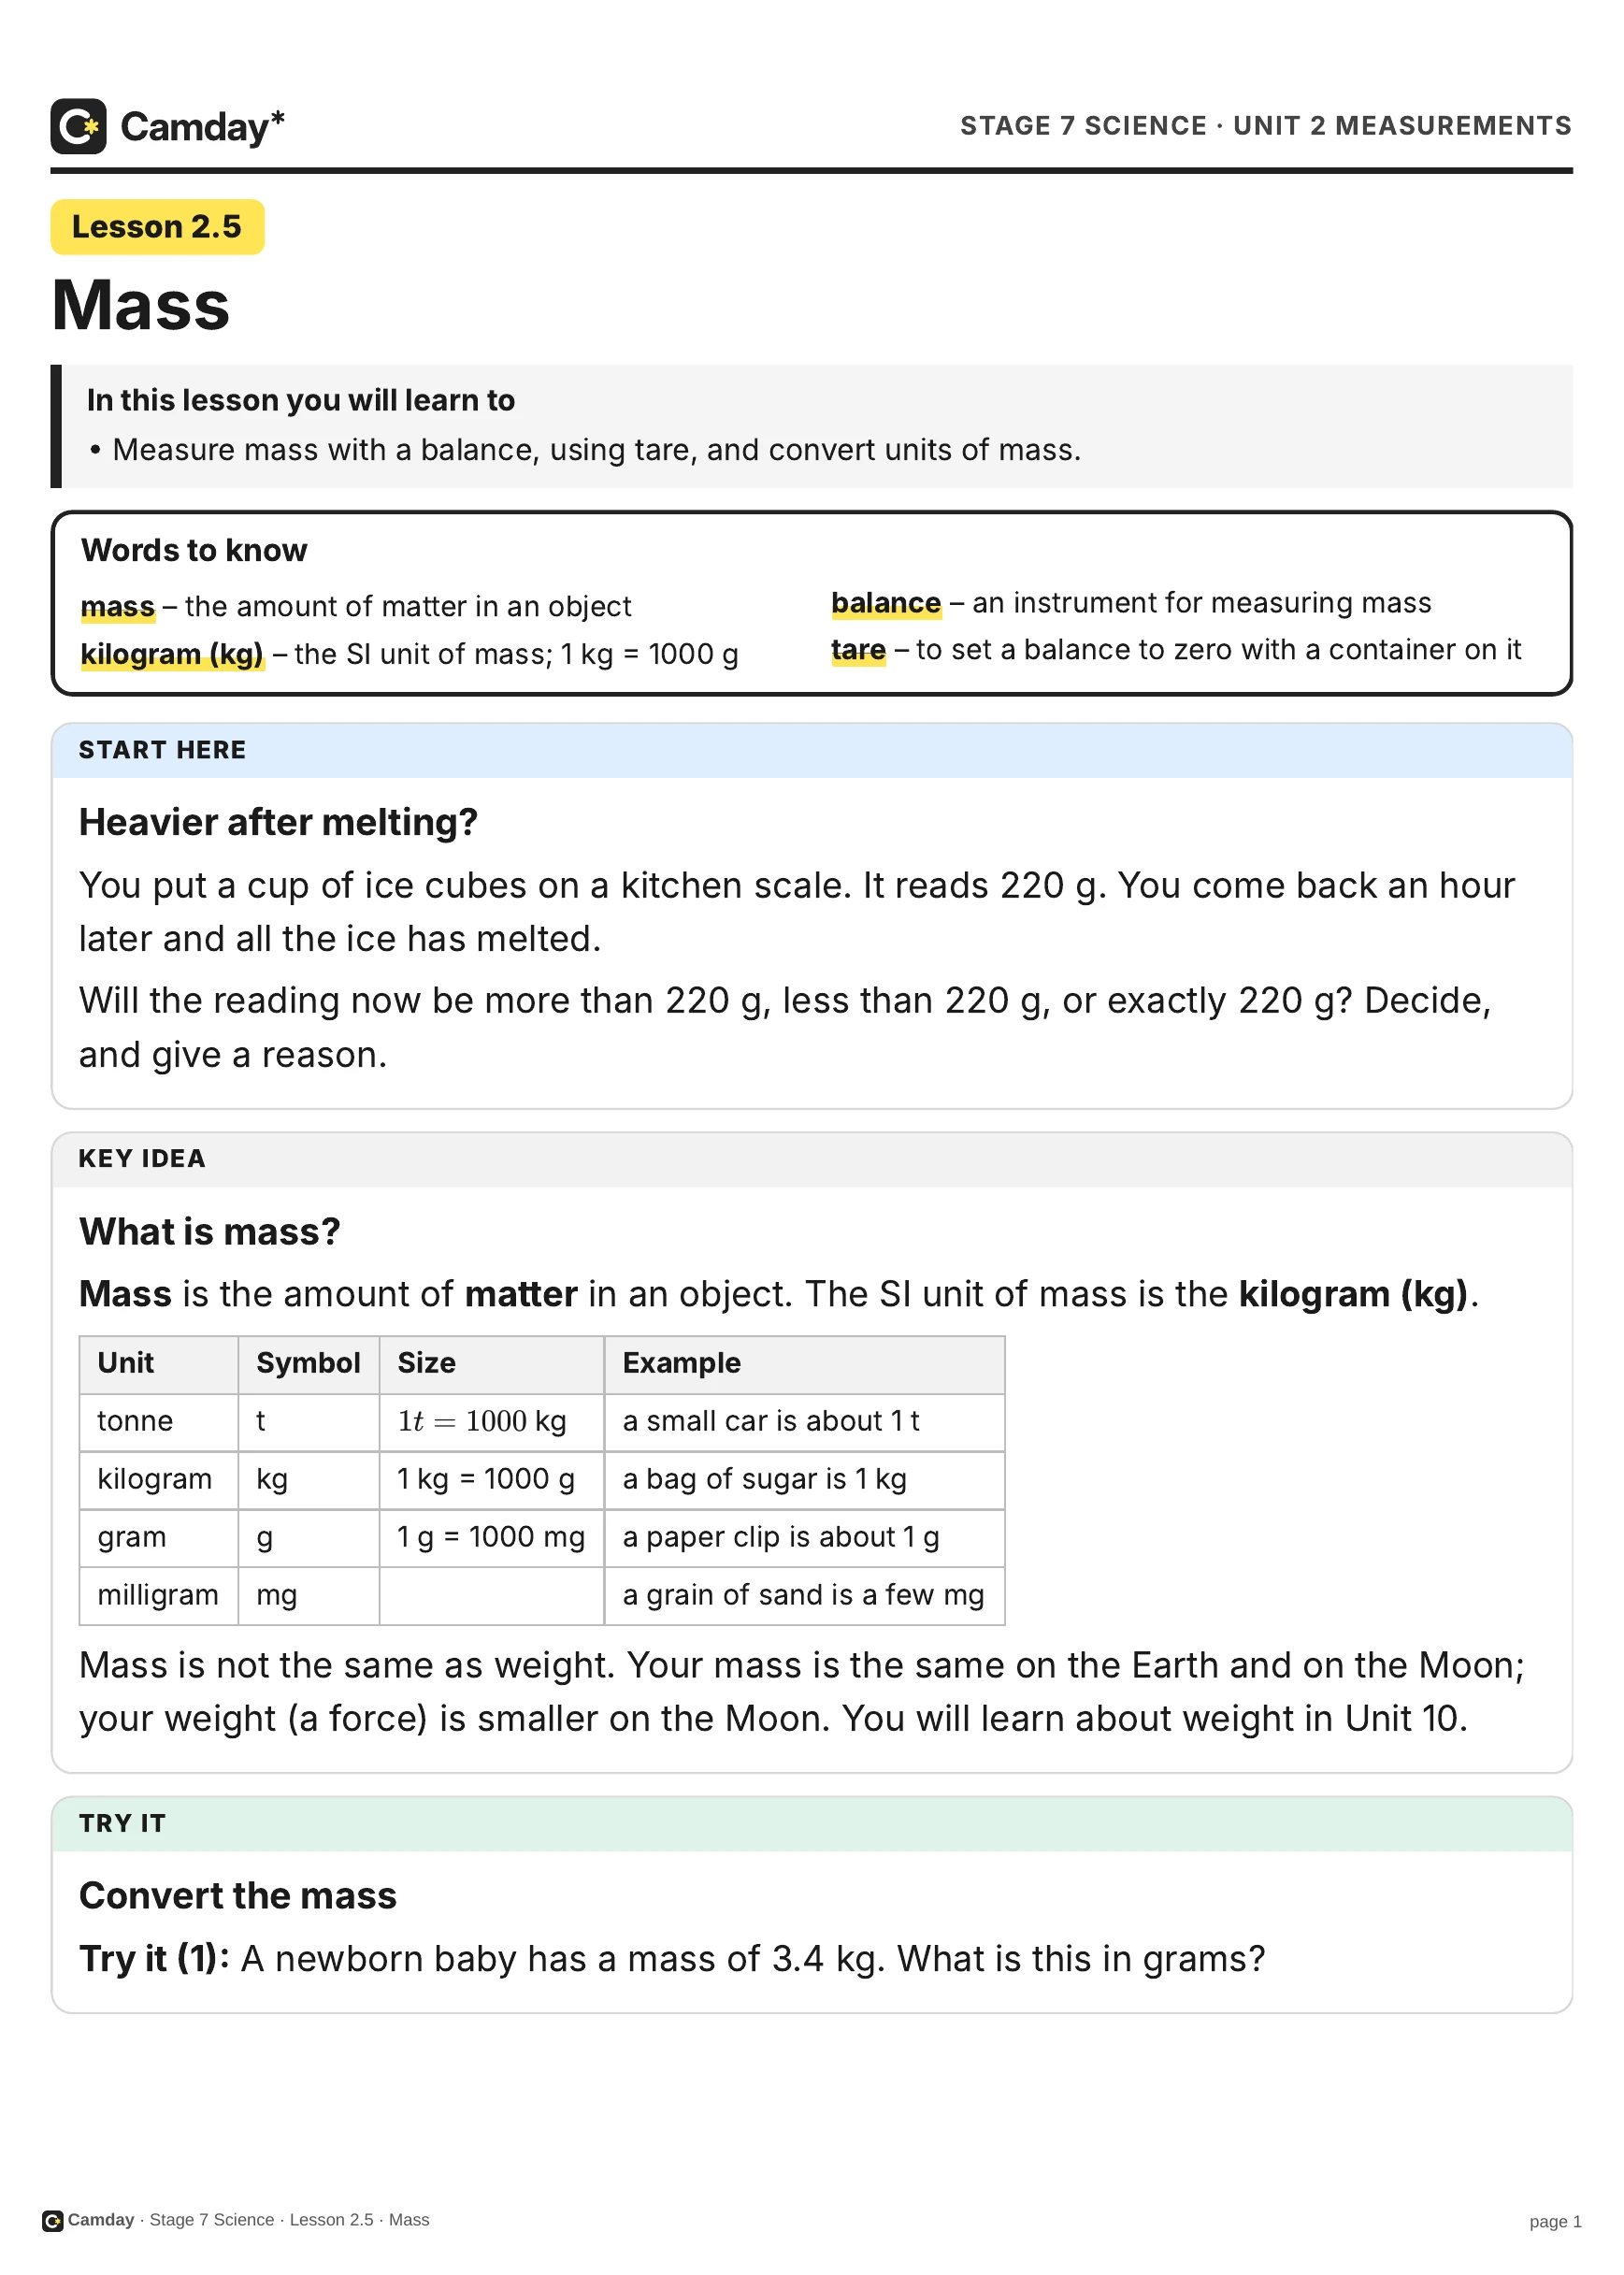 Camday*
STAGE 7 SCIENCE · UNIT 2 MEASUREMENTS
Lesson 2.5
Mass
In this lesson you will learn to
• Measure mass with a balance, using tare, and convert units of mass.
Words to know
mass – the amount of matter in an object
kilogram (kg) – the SI unit of mass; 1 kg = 1000 g
balance – an instrument for measuring mass
tare – to set a balance to zero with a container on it
START HERE
Heavier after melting?
You put a cup of ice cubes on a kitchen scale. It reads 220 g. You come back an hour
later and all the ice has melted.
Will the reading now be more than 220 g, less than 220 g, or exactly 220 g? Decide,
and give a reason.
KEY IDEA
What is mass?
Mass is the amount of matter in an object. The SI unit of mass is the kilogram (kg).
Unit Symbol Size Example
tonne t 1t = 1000 kg a small car is about 1 t
kilogram kg 1 kg = 1000 g a bag of sugar is 1 kg
gram g 1 g = 1000 mg a paper clip is about 1 g
milligram mg a grain of sand is a few mg
Mass is not the same as weight. Your mass is the same on the Earth and on the Moon;
your weight (a force) is smaller on the Moon. You will learn about weight in Unit 10.
TRY IT
Convert the mass
Try it (1): A newborn baby has a mass of 3.4 kg. What is this in grams?
Camday · Stage 7 Science · Lesson 2.5 · Mass
page 1